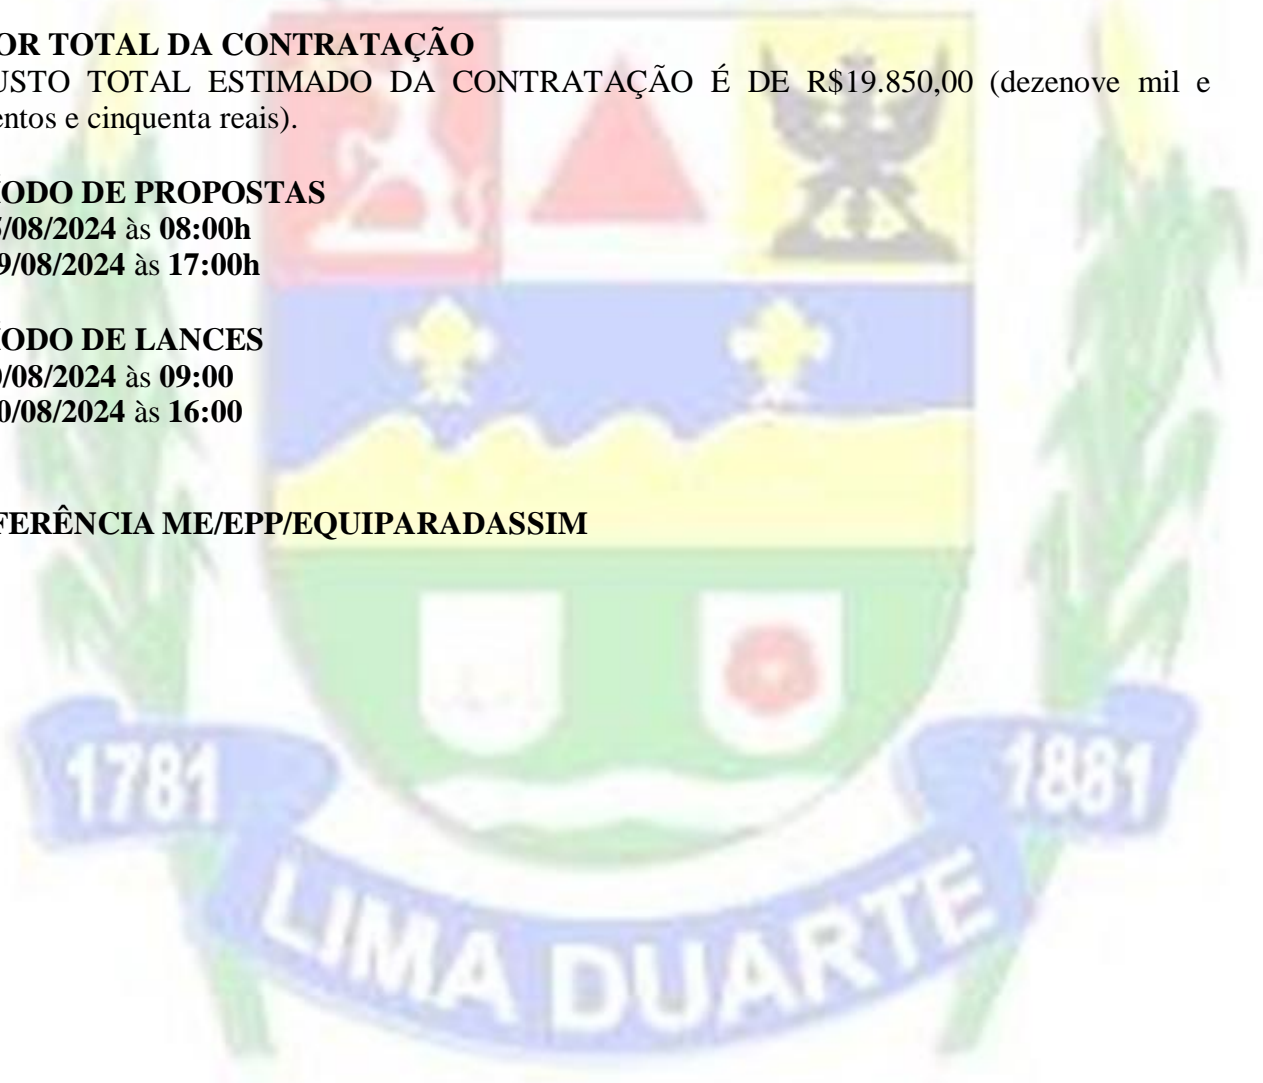 OR TOTAL DA CONTRATAÇÃO
USTO TOTAL ESTIMADO DA CONTRATAÇÃO É DE R$19.850,00 (dezenove mil e
entos e cinquenta reais).
ODO DE PROPOSTAS
/08/2024 às 08:00h
9/08/2024 às 17:00h
ODO DE LANCES
0/08/2024 às 09:00
0/08/2024 às 16:00
FERÊNCIA ME/EPP/EQUIPARADASSIM
1781
1881
LIMA DUARTE